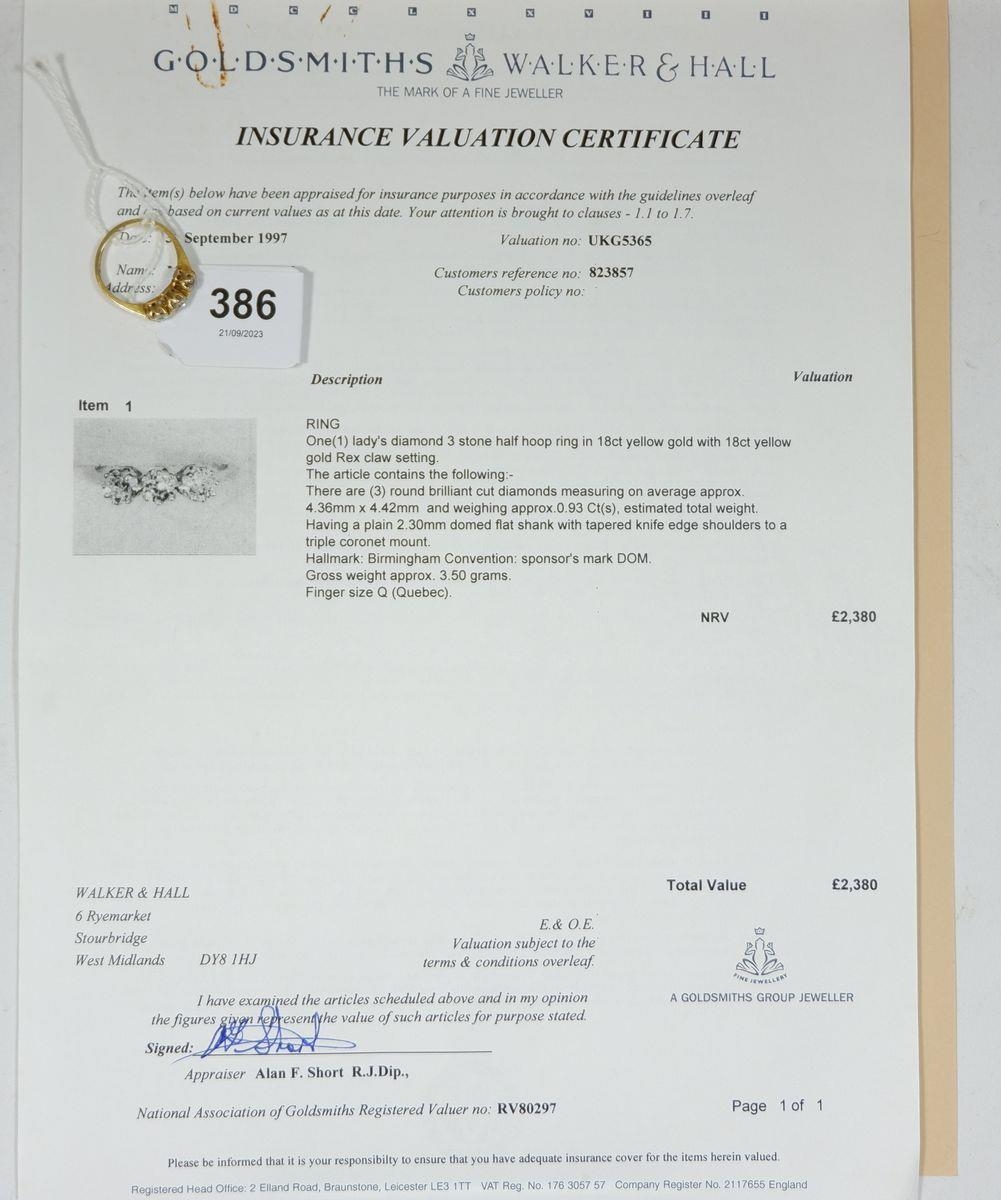 M D C C L X X V I I I
G·O·L·D·S·M·I·T·H·S W·A·L·K·E·R & H·A·L·L
THE MARK OF A FINE JEWELLER
INSURANCE VALUATION CERTIFICATE
The item(s) below have been appraised for insurance purposes in accordance with the guidelines overleaf
and based on current values as at this date. Your attention is brought to clauses - 1.1 to 1.7.
September 1997
Valuation no: UKG5365
Name:
Customers reference no: 823857
Address:
Customers policy no:
386
21/09/2023
Description Valuation
Item 1
RING
One(1) lady's diamond 3 stone half hoop ring in 18ct yellow gold with 18ct yellow
gold Rex claw setting.
The article contains the following:-
There are (3) round brilliant cut diamonds measuring on average approx.
4.36mm x 4.42mm and weighing approx.0.93 Ct(s), estimated total weight.
Having a plain 2.30mm domed flat shank with tapered knife edge shoulders to a
triple coronet mount.
Hallmark: Birmingham Convention: sponsor's mark DOM.
Gross weight approx. 3.50 grams.
Finger size Q (Quebec).
NRV £2,380
Total Value £2,380
WALKER & HALL
6 Ryemarket
Stourbridge
West Midlands DY8 1HJ
E.& O.E.
Valuation subject to the
terms & conditions overleaf.
FINE JEWELLERY
A GOLDSMITHS GROUP JEWELLER
I have examined the articles scheduled above and in my opinion
the figures given represent the value of such articles for purpose stated.
Signed:
Appraiser Alan F. Short R.J.Dip.,
National Association of Goldsmiths Registered Valuer no: RV80297
Page 1 of 1
Please be informed that it is your responsibilty to ensure that you have adequate insurance cover for the items herein valued.
Registered Head Office: 2 Elland Road, Braunstone, Leicester LE3 1TT VAT Reg. No. 176 3057 57 Company Register No. 2117655 England